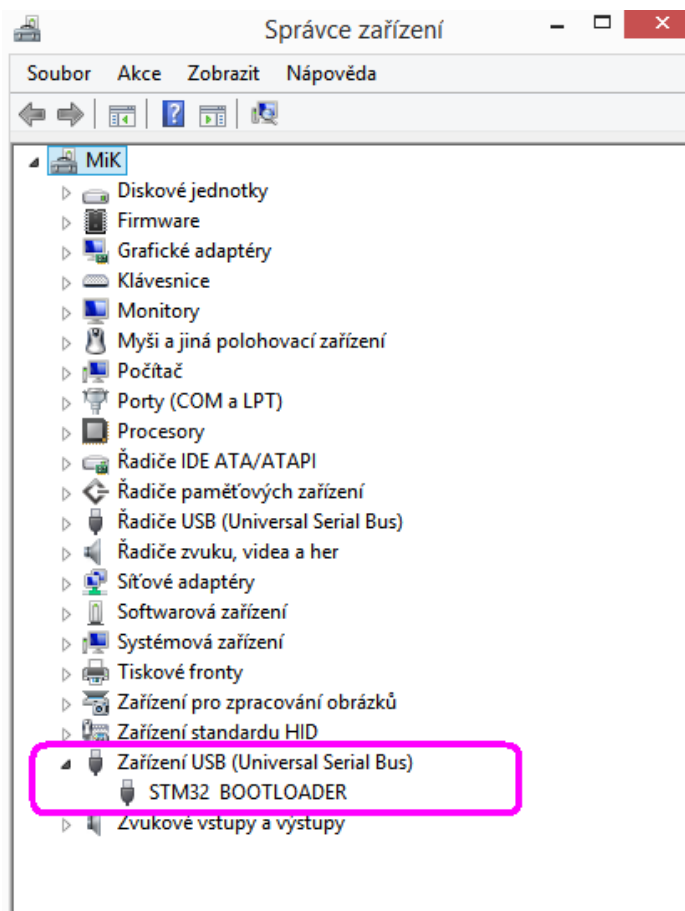 Správce zařízení
Soubor Akce Zobrazit Nápověda
MiK
Diskové jednotky
Firmware
Grafické adaptéry
Klávesnice
Monitory
Myši a jiná polohovací zařízení
Počítač
Porty (COM a LPT)
Procesory
Řadiče IDE ATA/ATAPI
Řadiče paměťových zařízení
Řadiče USB (Universal Serial Bus)
Řadiče zvuku, videa a her
Síťové adaptéry
Softwarová zařízení
Systémová zařízení
Tiskové fronty
Zařízení pro zpracování obrázků
Zařízení standardu HID
Zařízení USB (Universal Serial Bus)
STM32 BOOTLOADER
Zvukové vstupy a výstupy